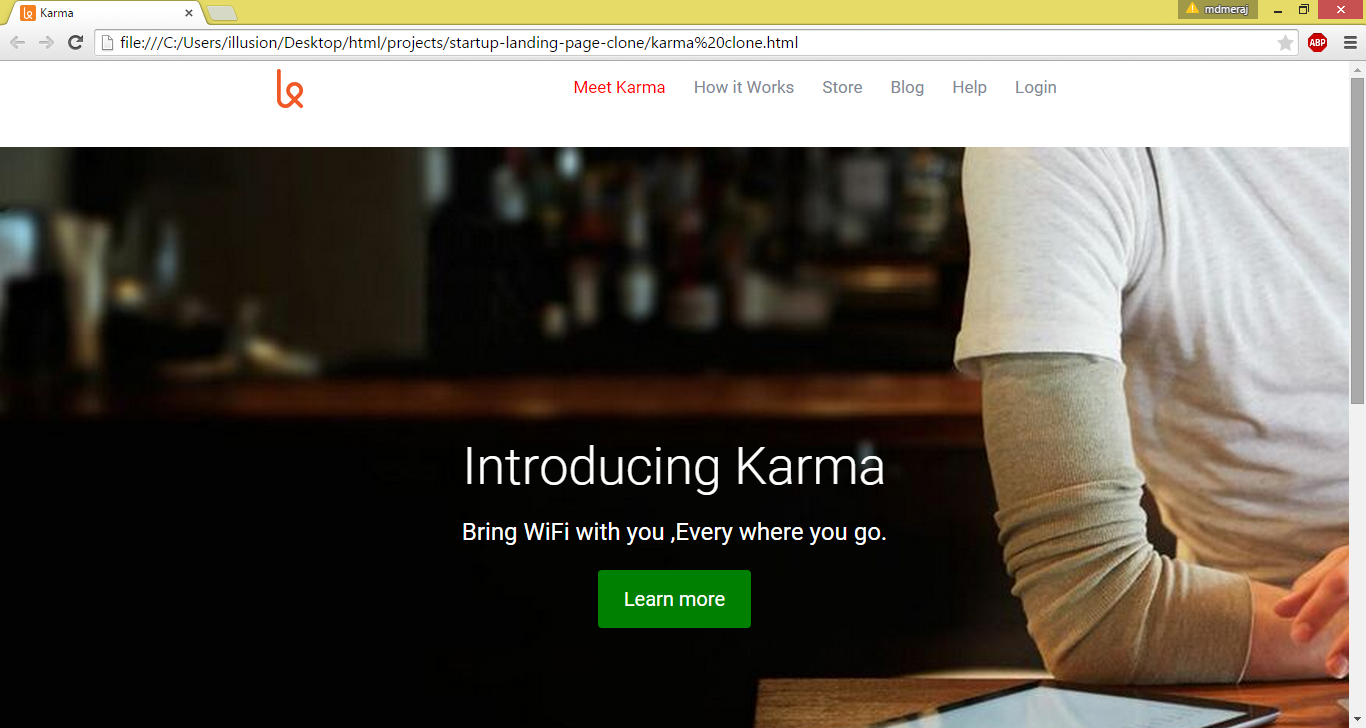 Karma
mdmeraj
file:///C:/Users/illusion/Desktop/html/projects/startup-landing-page-clone/karma%20clone.html
ABP
Meet Karma How it Works Store Blog Help Login
Introducing Karma
Bring WiFi with you ,Every where you go.
Learn more